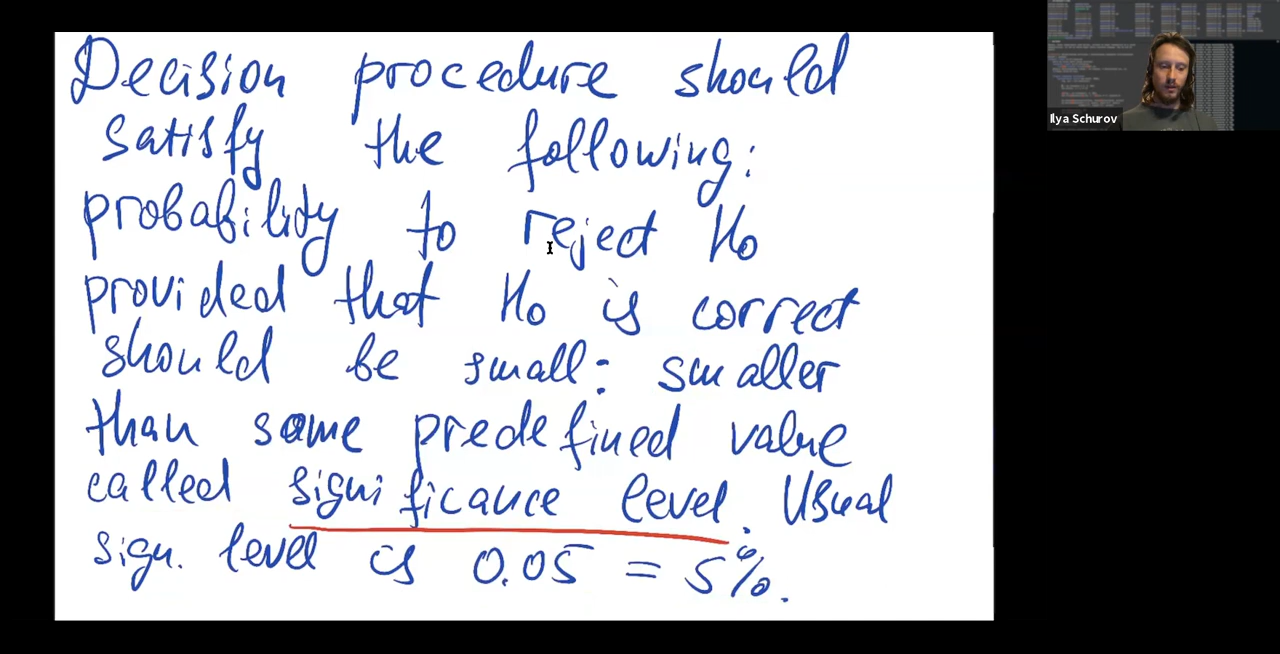 Decision procedure should
satisfy the following:
probability to reject H₀
provided that H₀ is correct
should be small: smaller
than some predefined value
called significance level. Usual
sign. level is 0.05 = 5%.
Ilya Schurov